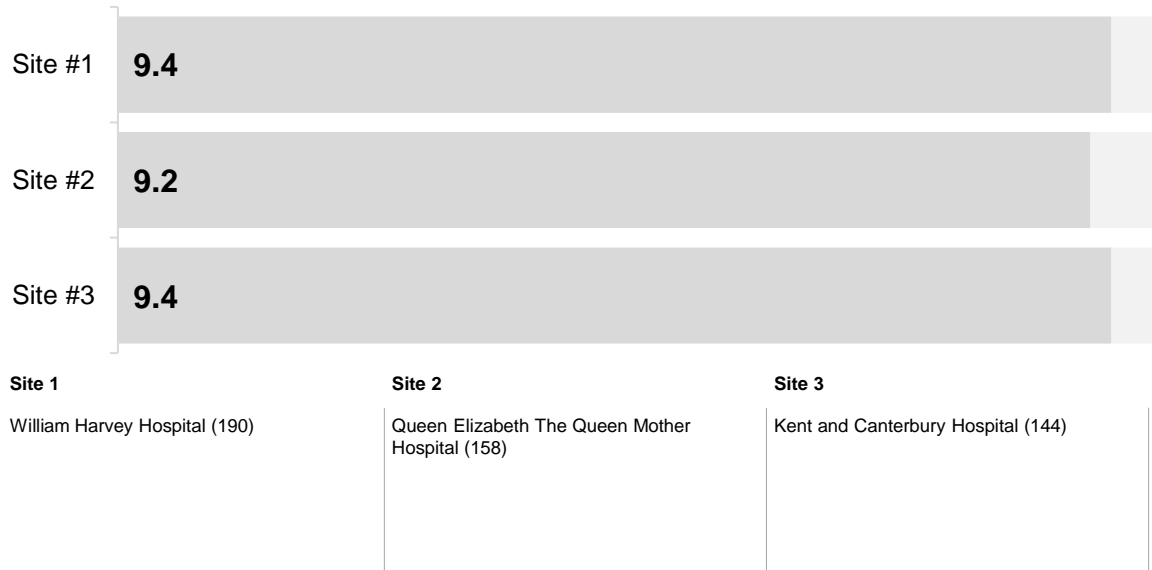 Site #1 9.4
Site #2 9.2
Site #3 9.4
Site 1
William Harvey Hospital (190)
Site 2
Queen Elizabeth The Queen Mother
Hospital (158)
Site 3
Kent and Canterbury Hospital (144)